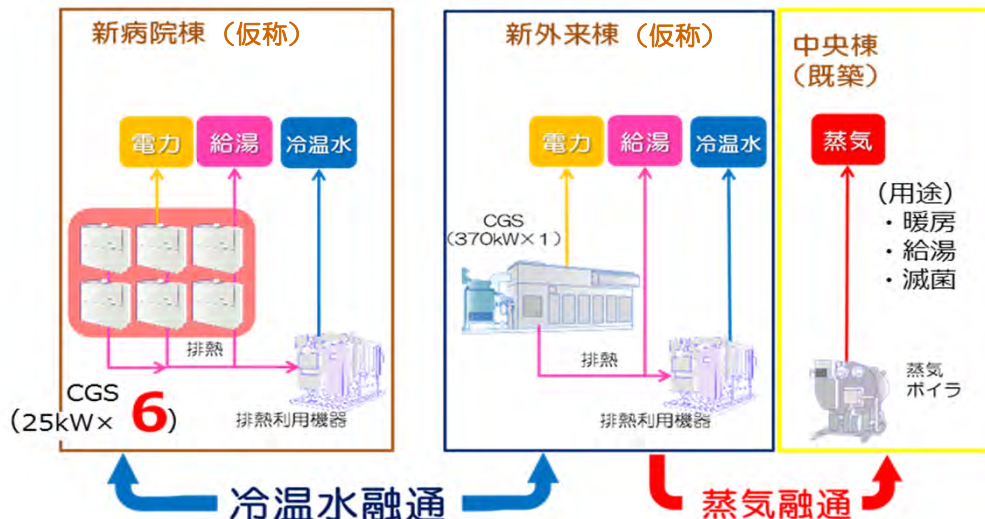 新病院棟（仮称）
電力
給湯
冷温水
排熱
CGS
(25kW× 6)
排熱利用機器
新外来棟（仮称）
電力
給湯
冷温水
CGS
(370kW×1)
排熱
排熱利用機器
中央棟
（既築）
蒸気
(用途)
・暖房
・給湯
・滅菌
蒸気
ボイラ
冷温水融通
蒸気融通